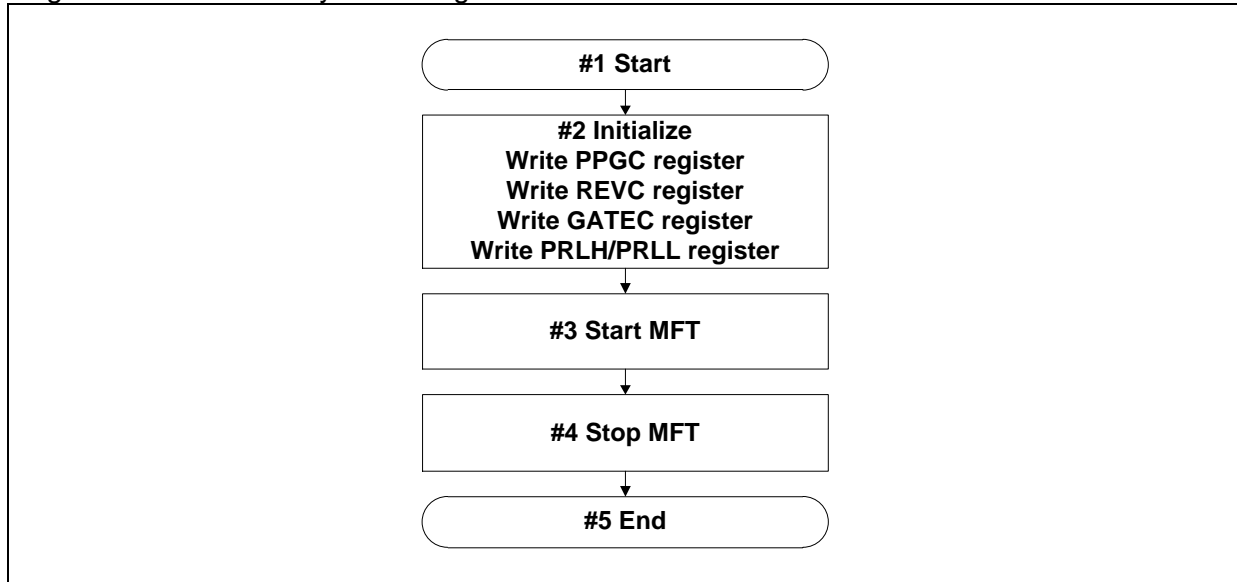 #1 Start
#2 Initialize
Write PPGC register
Write REVC register
Write GATEC register
Write PRLH/PRLL register
#3 Start MFT
#4 Stop MFT
#5 End